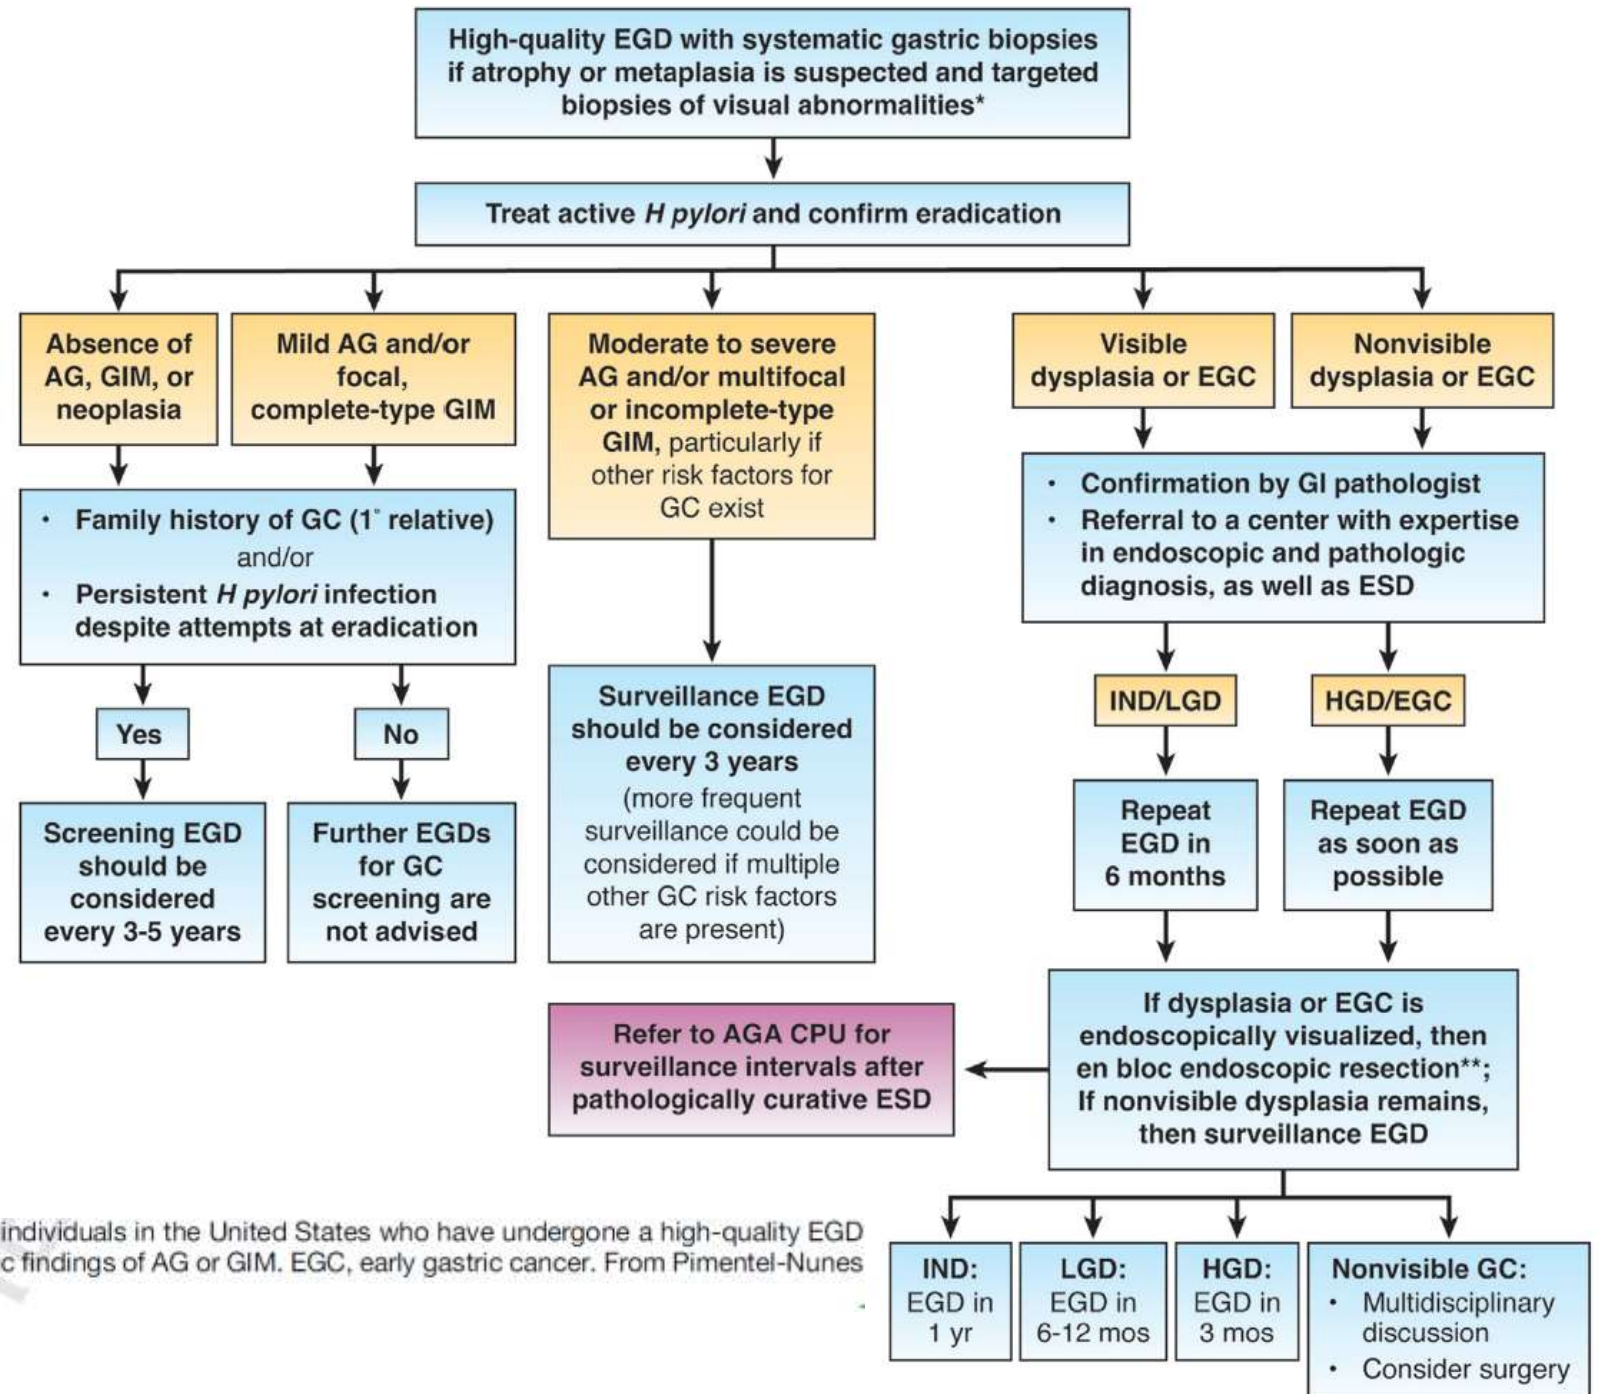 High-quality EGD with systematic gastric biopsies
if atrophy or metaplasia is suspected and targeted
biopsies of visual abnormalities*
Treat active H pylori and confirm eradication
Absence of
AG, GIM, or
neoplasia
Mild AG and/or
focal,
complete-type GIM
Moderate to severe
AG and/or multifocal
or incomplete-type
GIM, particularly if
other risk factors for
GC exist
Visible
dysplasia or EGC
Nonvisible
dysplasia or EGC
• Family history of GC (1° relative)
and/or
• Persistent H pylori infection
despite attempts at eradication
• Confirmation by GI pathologist
• Referral to a center with expertise
in endoscopic and pathologic
diagnosis, as well as ESD
Yes
No
Screening EGD
should be
considered
every 3-5 years
Further EGDs
for GC
screening are
not advised
Surveillance EGD
should be considered
every 3 years
(more frequent
surveillance could be
considered if multiple
other GC risk factors
are present)
IND/LGD
HGD/EGC
Repeat
EGD in
6 months
Repeat EGD
as soon as
possible
If dysplasia or EGC is
endoscopically visualized, then
en bloc endoscopic resection**;
If nonvisible dysplasia remains,
then surveillance EGD
Refer to AGA CPU for
surveillance intervals after
pathologically curative ESD
IND:
EGD in
1 yr
LGD:
EGD in
6-12 mos
HGD:
EGD in
3 mos
Nonvisible GC:
• Multidisciplinary
discussion
• Consider surgery
individuals in the United States who have undergone a high-quality EGD
c findings of AG or GIM. EGC, early gastric cancer. From Pimentel-Nunes